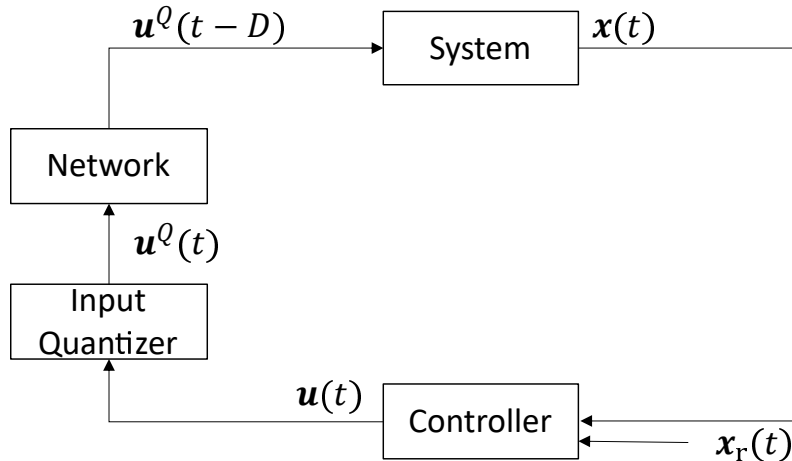 𝒖^Q(t − D)
System
𝒙(t)
Network
𝒖^Q(t)
Input
Quantizer
𝒖(t)
Controller
𝒙_r(t)